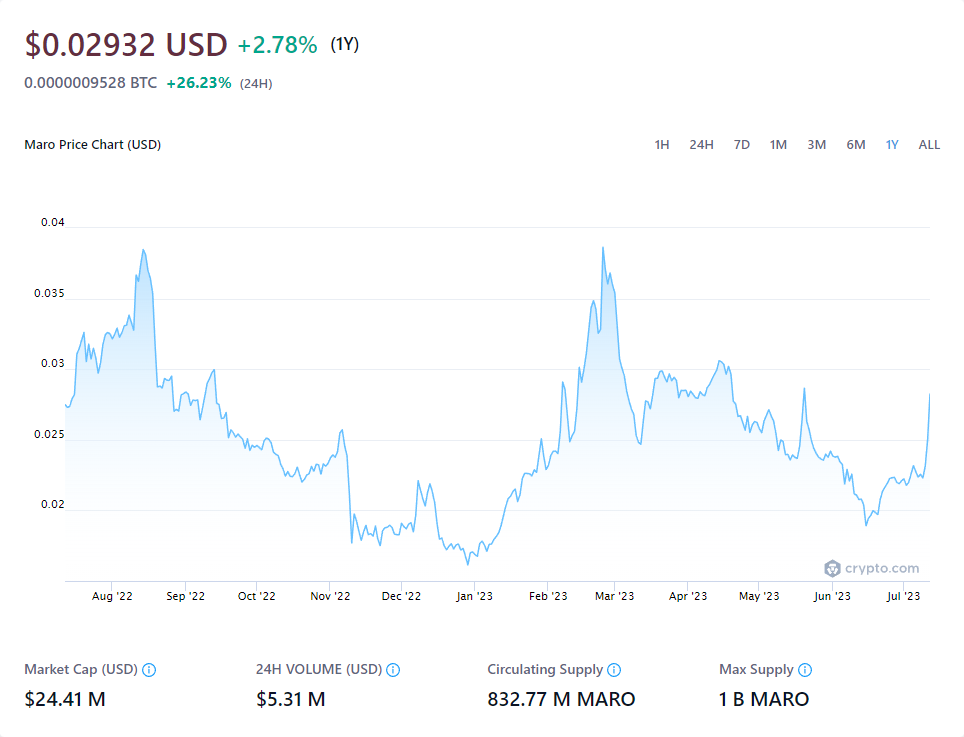 $0.02932 USD +2.78% (1Y)
0.0000009528 BTC +26.23% (24H)
Maro Price Chart (USD) 1H 24H 7D 1M 3M 6M 1Y ALL
0.04
0.035
0.03
0.025
0.02
crypto.com
Aug '22 Sep '22 Oct '22 Nov '22 Dec '22 Jan '23 Feb '23 Mar '23 Apr '23 May '23 Jun '23 Jul '23
Market Cap (USD) 24H VOLUME (USD) Circulating Supply Max Supply
$24.41 M $5.31 M 832.77 M MARO 1 B MARO